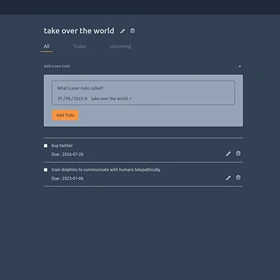 take over the world
All Today Upcoming
Add a new todo
What's your todo called?
01/06/2023 take over the world
Add Todo
buy twitter
Due : 2026-07-26
train dolphins to communicate with humans telepathically
Due : 2023-01-06